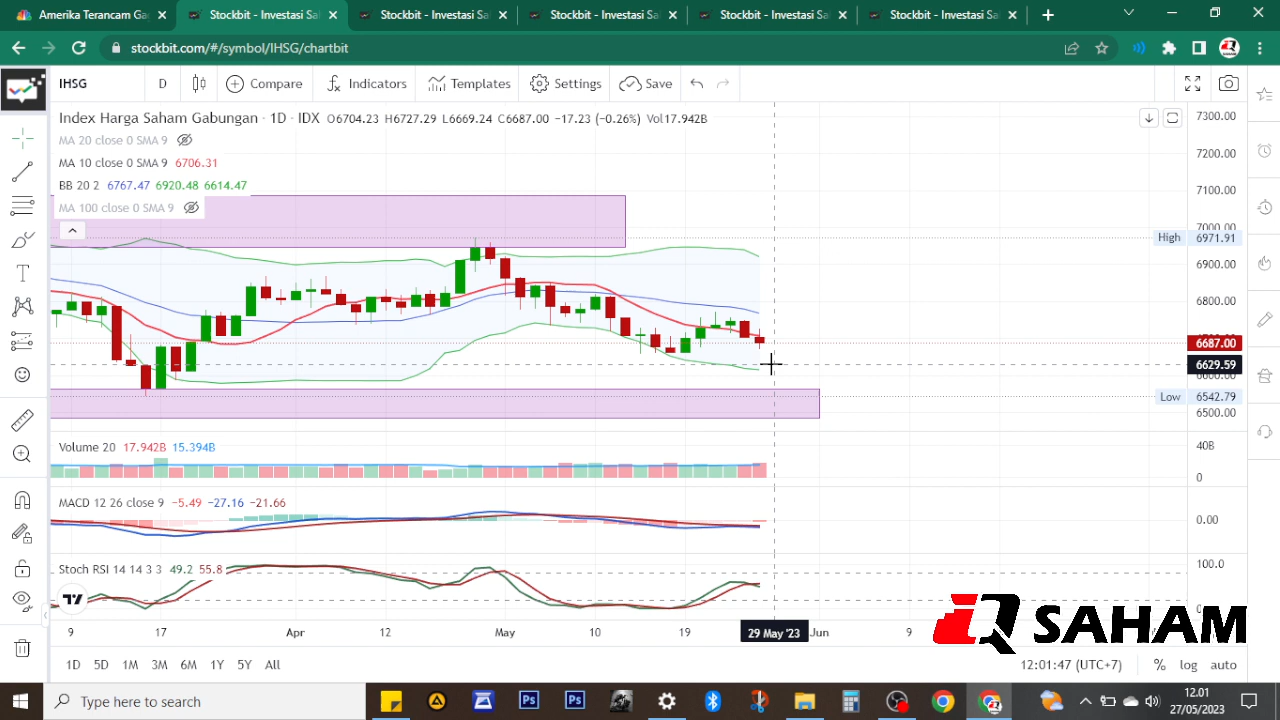 Amerika Terancam Ga
Stockbit - Investasi Sa
Stockbit - Investasi Sal
Stockbit - Investasi Sal
Stockbit - Investasi Sal
Stockbit - Investasi Sal
stockbit.com/#/symbol/IHSG/chartbit
IHSG D Compare Indicators Templates Settings Save
Index Harga Saham Gabungan · 1D · IDX O6704.23 H6727.29 L6669.24 C6687.00 −17.23 (−0.26%) Vol17.942B
MA 20 close 0 SMA 9
MA 10 close 0 SMA 9 6706.31
BB 20 2 6767.47 6920.48 6614.47
MA 100 close 0 SMA 9
7300.00
7200.00
7100.00
High 6971.91
6900.00
6800.00
6687.00
6629.59
Low 6542.79
6500.00
Volume 20 17.942B 15.394B
40B
0
MACD 12 26 close 9 −5.49 −27.16 −21.66
0.00
Stoch RSI 14 14 3 3 49.2 55.8
100.0
9 17 Apr 12 May 10 19 29 May '23 Jun 9
IQ SAHAM
1D 5D 1M 3M 6M 1Y 5Y All
12:01:47 (UTC+7) % log auto
Type here to search
12.01
27/05/2023